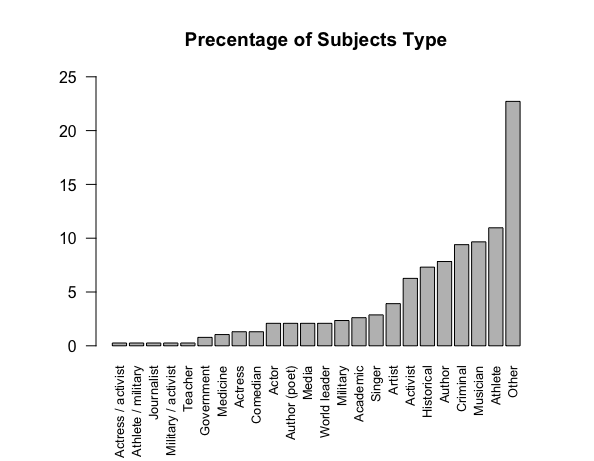 Precentage of Subjects Type
25
20
15
10
5
0
Actress / activist
Athlete / military
Journalist
Military / activist
Teacher
Government
Medicine
Actress
Comedian
Actor
Author (poet)
Media
World leader
Military
Academic
Singer
Artist
Activist
Historical
Author
Criminal
Musician
Athlete
Other